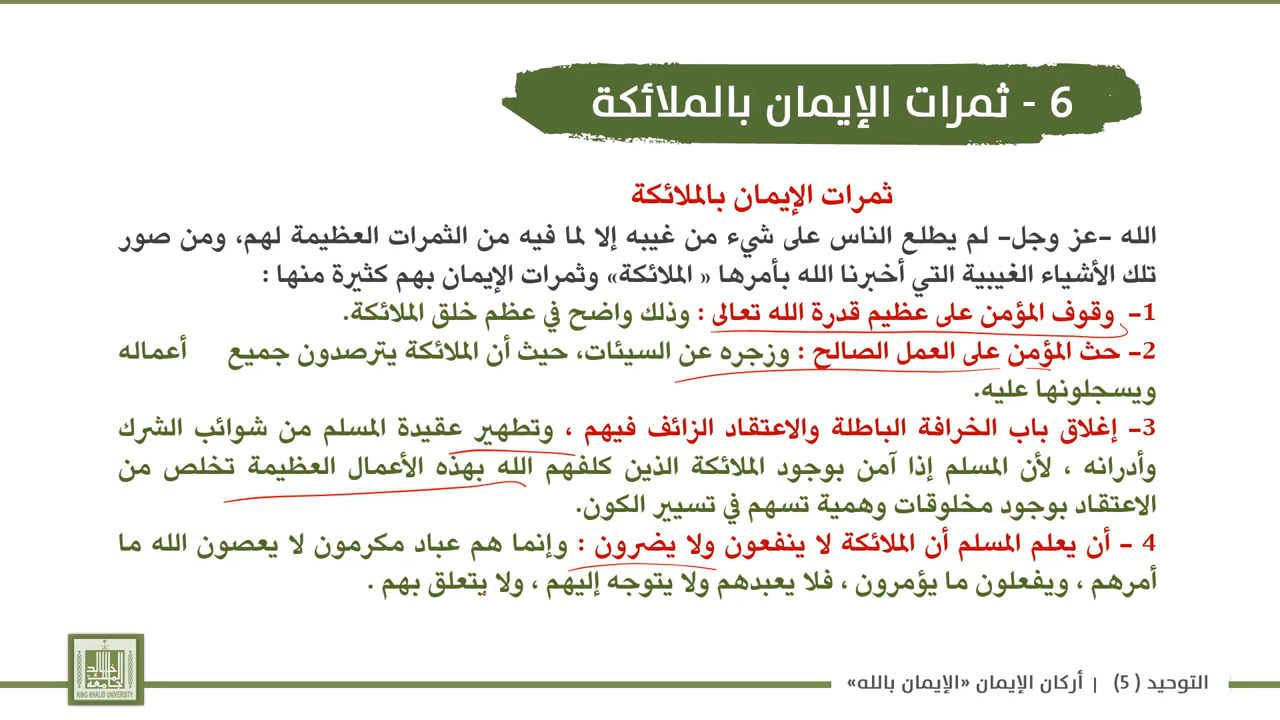 6 - ثمرات الإيمان بالملائكة
ثمرات الإيمان بالملائكة
الله –عز وجل– لم يطلع الناس على شيء من غيبه إلا لما فيه من الثمرات العظيمة لهم، ومن صور
تلك الأشياء الغيبية التي أخبرنا الله بأمرها « الملائكة» وثمرات الإيمان بهم كثيرة منها :
1– وقوف المؤمن على عظيم قدرة الله تعالى : وذلك واضح في عظم خلق الملائكة.
2– حث المؤمن على العمل الصالح : وزجره عن السيئات، حيث أن الملائكة يترصدون جميع أعماله
ويسجلونها عليه.
3– إغلاق باب الخرافة الباطلة والاعتقاد الزائف فيهم ، وتطهير عقيدة المسلم من شوائب الشرك
وأدرانه ، لأن المسلم إذا آمن بوجود الملائكة الذين كلفهم الله بهذه الأعمال العظيمة تخلص من
الاعتقاد بوجود مخلوقات وهمية تسهم في تسيير الكون.
4 – أن يعلم المسلم أن الملائكة لا ينفعون ولا يضرون : وإنما هم عباد مكرمون لا يعصون الله ما
أمرهم ، ويفعلون ما يؤمرون ، فلا يعبدهم ولا يتوجه إليهم ، ولا يتعلق بهم .
التوحيد ( 5) | أركان الإيمان «الإيمان بالله»
جامعة الملك خالد
KING KHALID UNIVERSITY